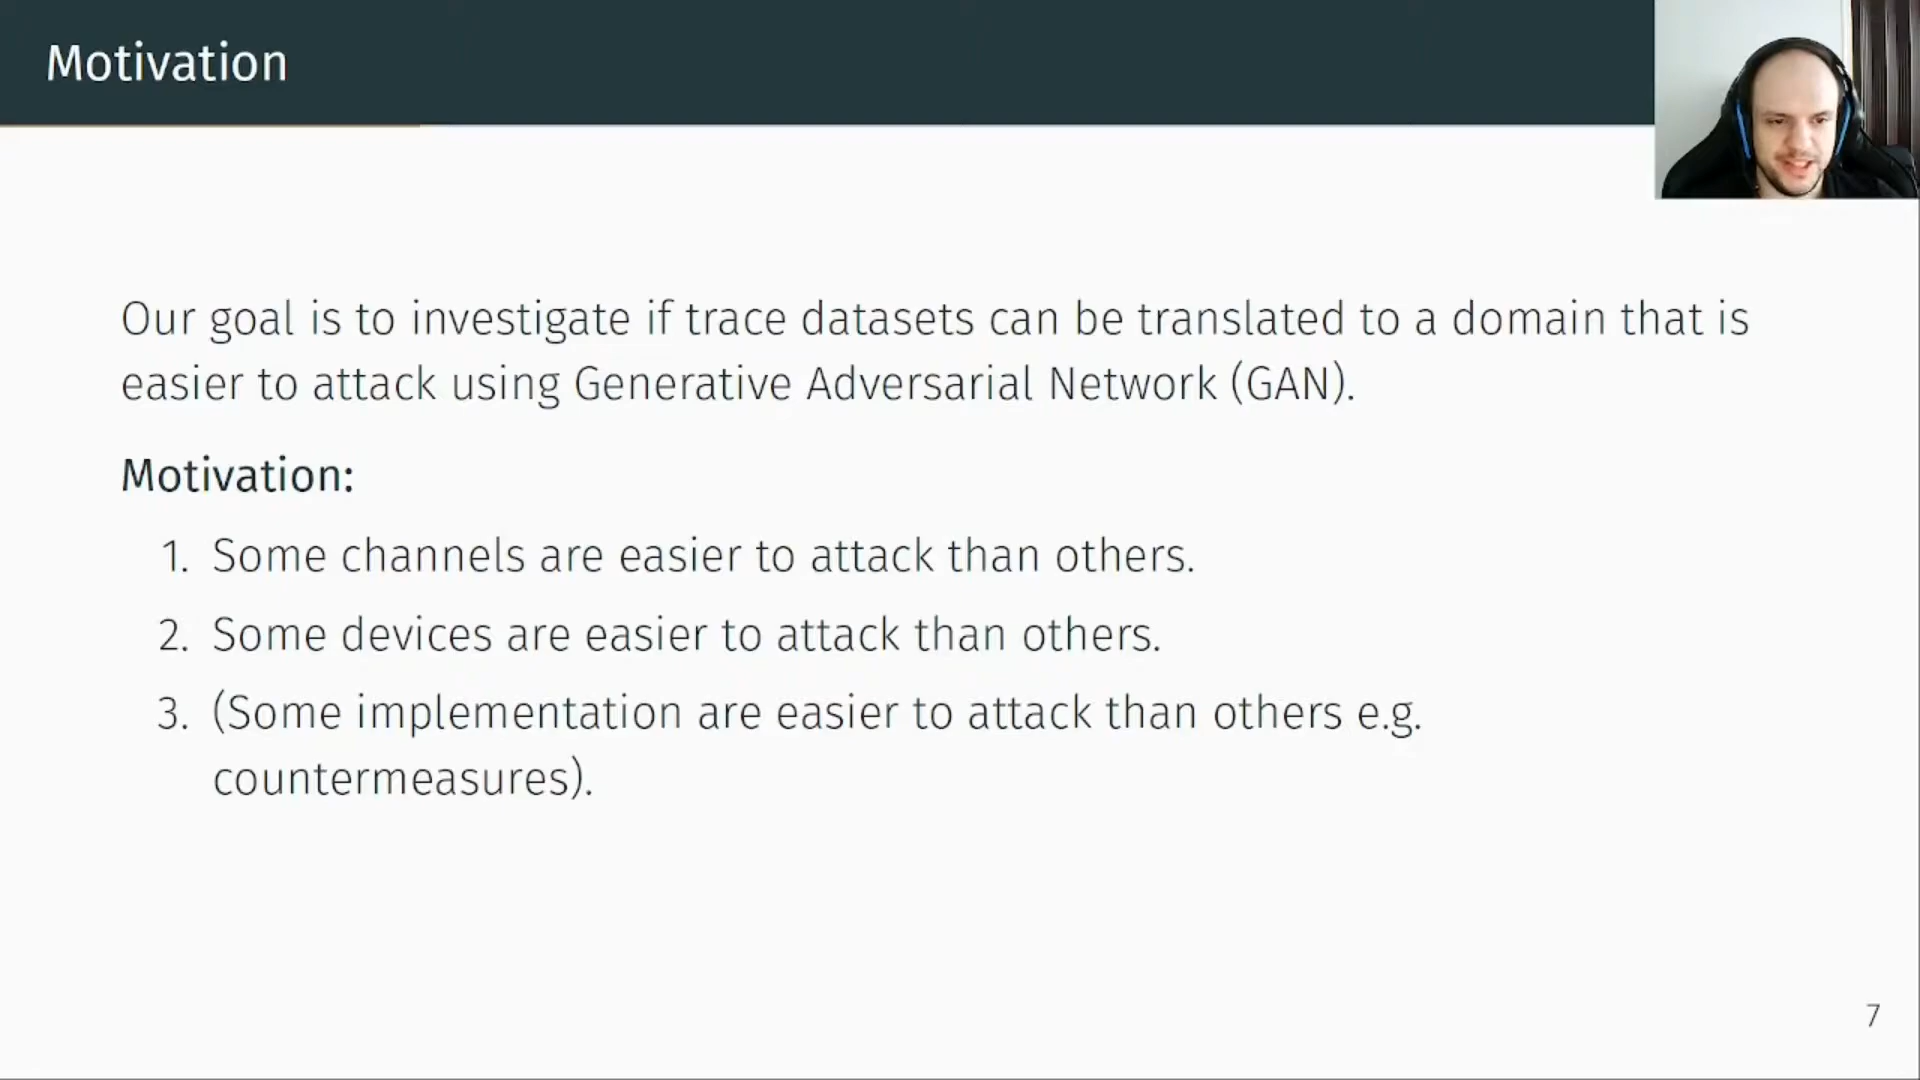 Motivation
Our goal is to investigate if trace datasets can be translated to a domain that is
easier to attack using Generative Adversarial Network (GAN).
Motivation:
1. Some channels are easier to attack than others.
2. Some devices are easier to attack than others.
3. (Some implementation are easier to attack than others e.g.
countermeasures).
7